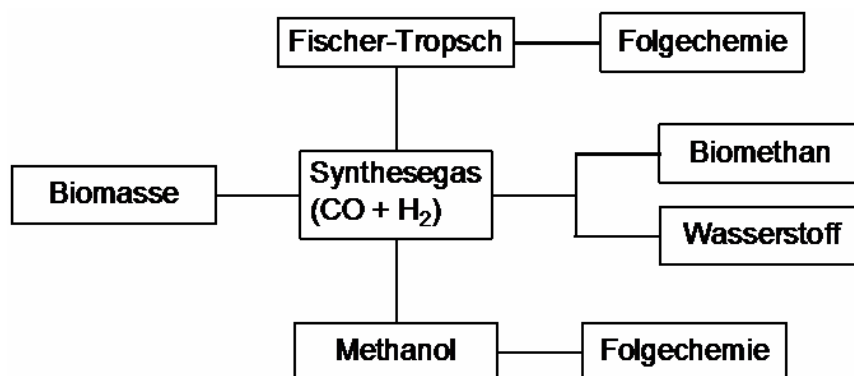 Fischer-Tropsch
Folgechemie
Biomasse
Synthesegas
(CO + H₂)
Biomethan
Wasserstoff
Methanol
Folgechemie